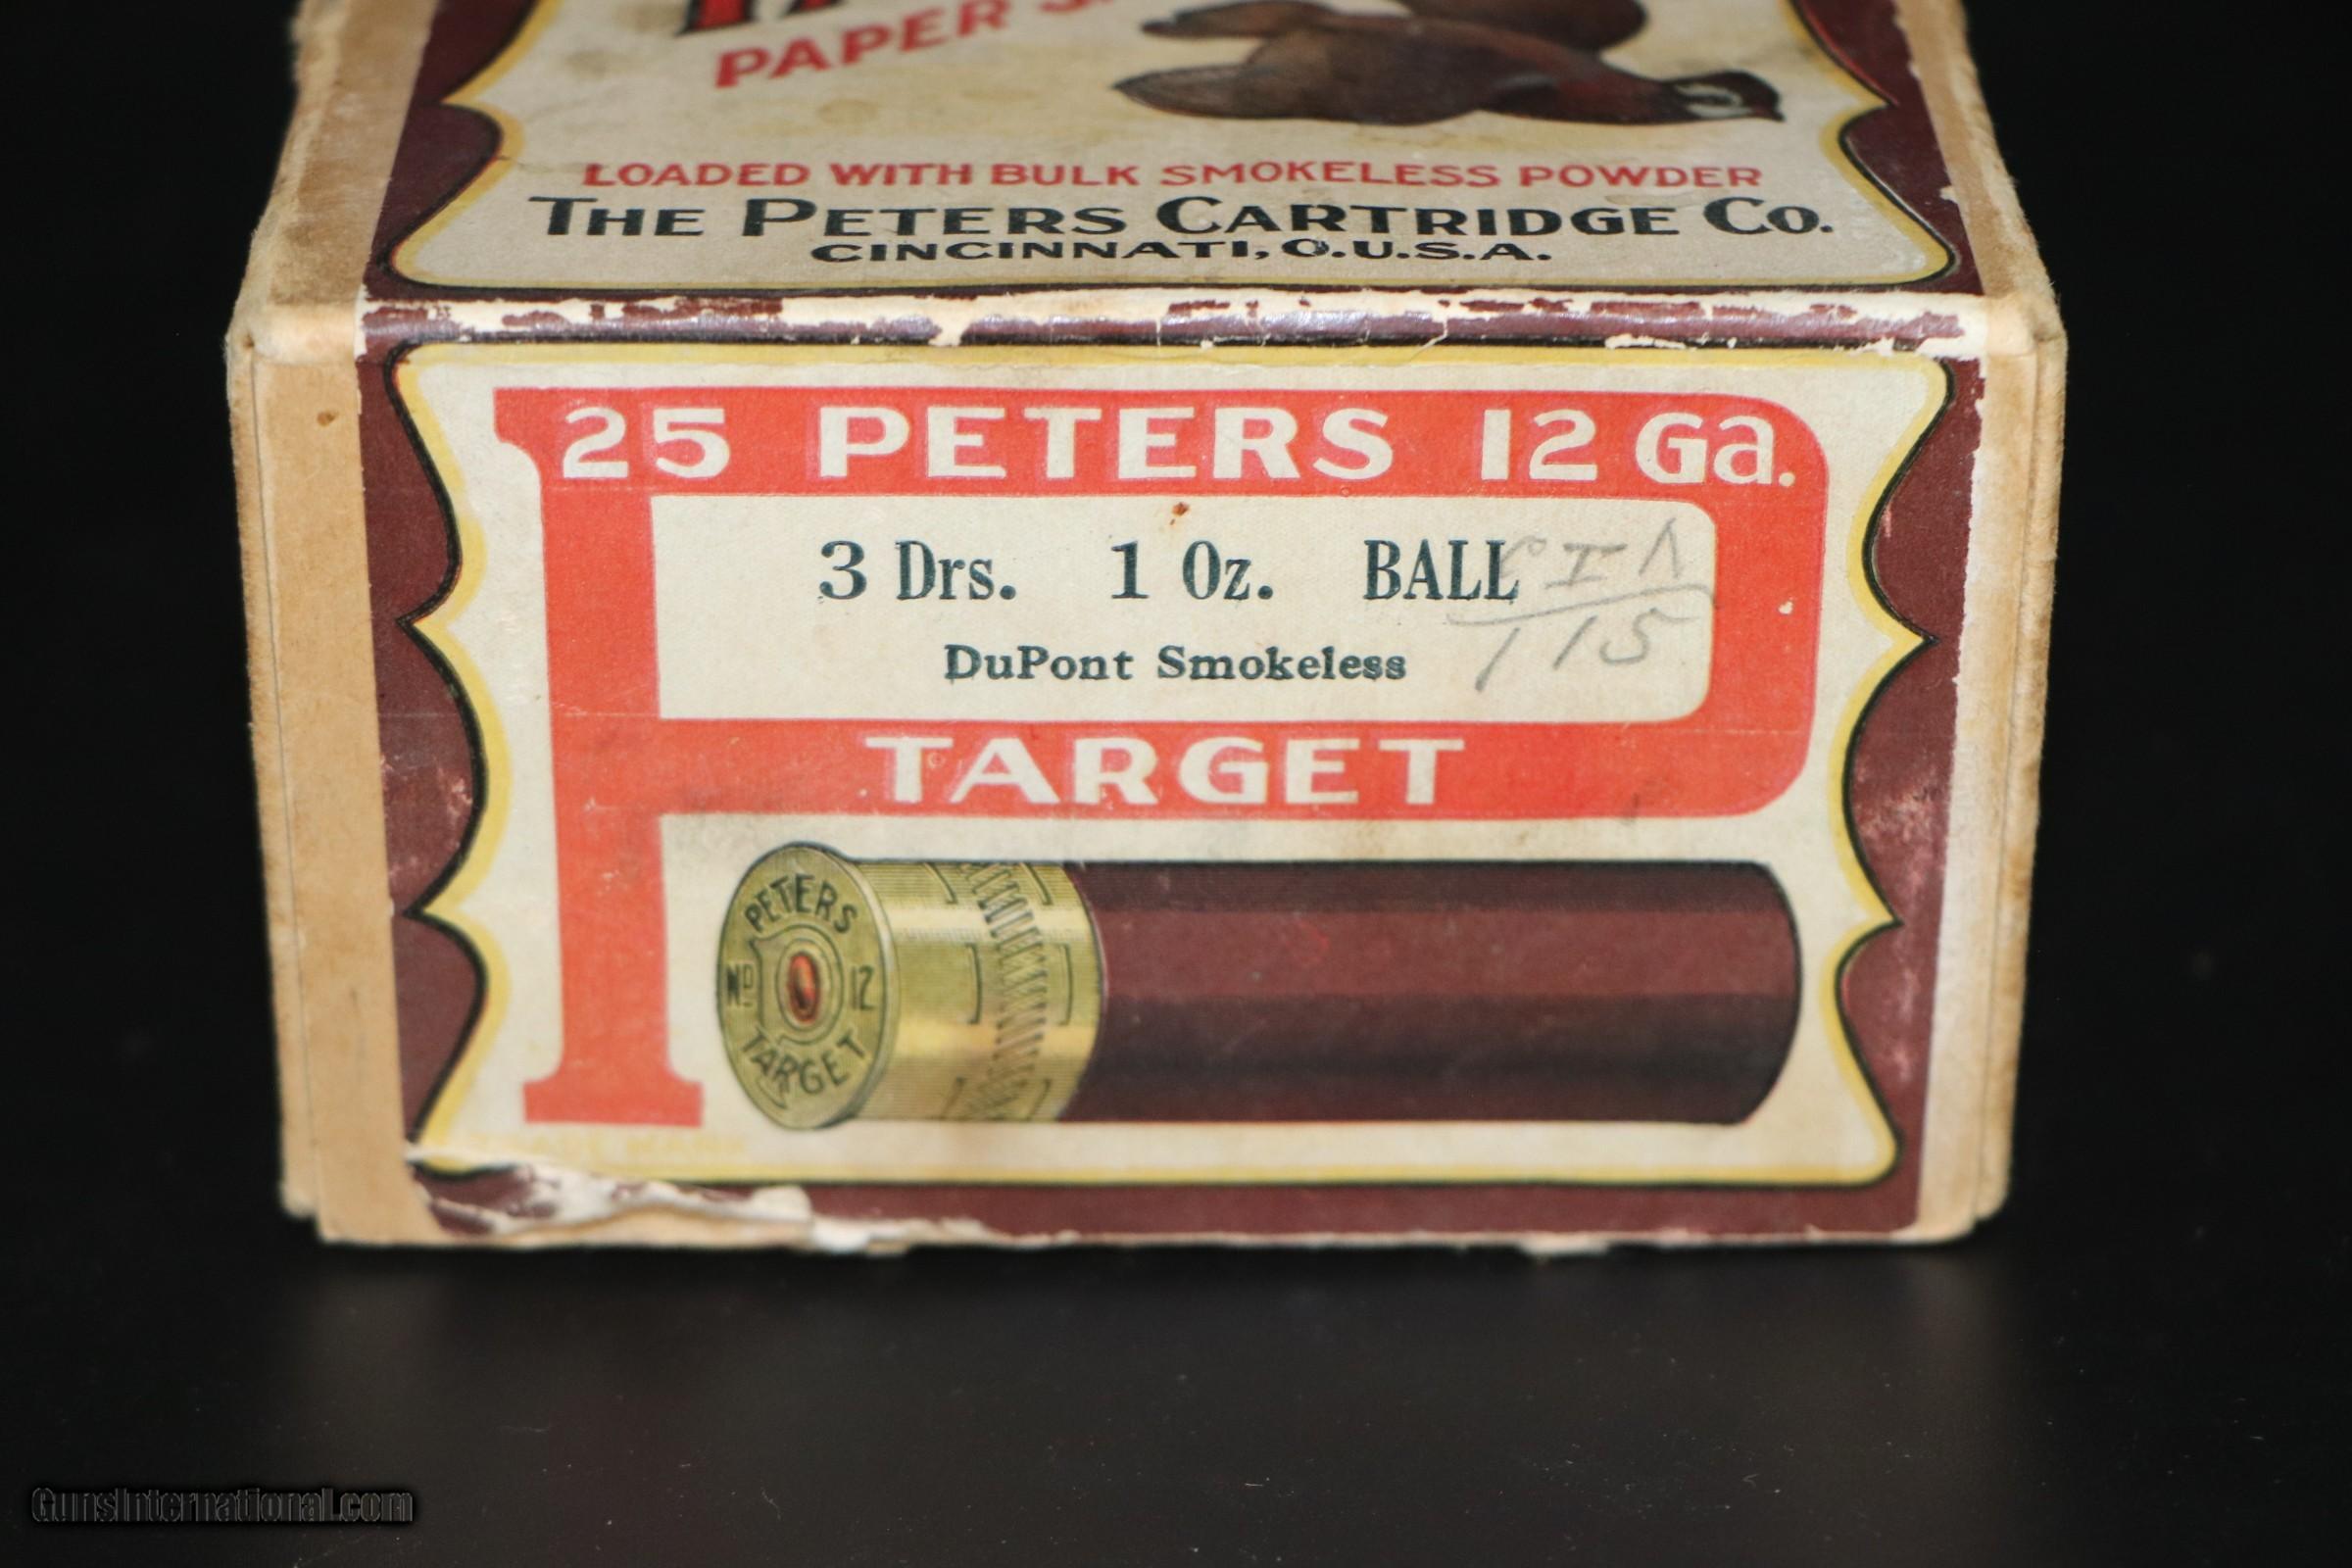 PAPER
LOADED WITH BULK SMOKELESS POWDER
THE PETERS CARTRIDGE CO.
CINCINNATI, O.U.S.A.
25 PETERS 12 Ga.
3 Drs. 1 Oz. BALL
115
DuPont Smokeless
TARGET
PETERS
NO 12
TARGET
GunsInternational.com